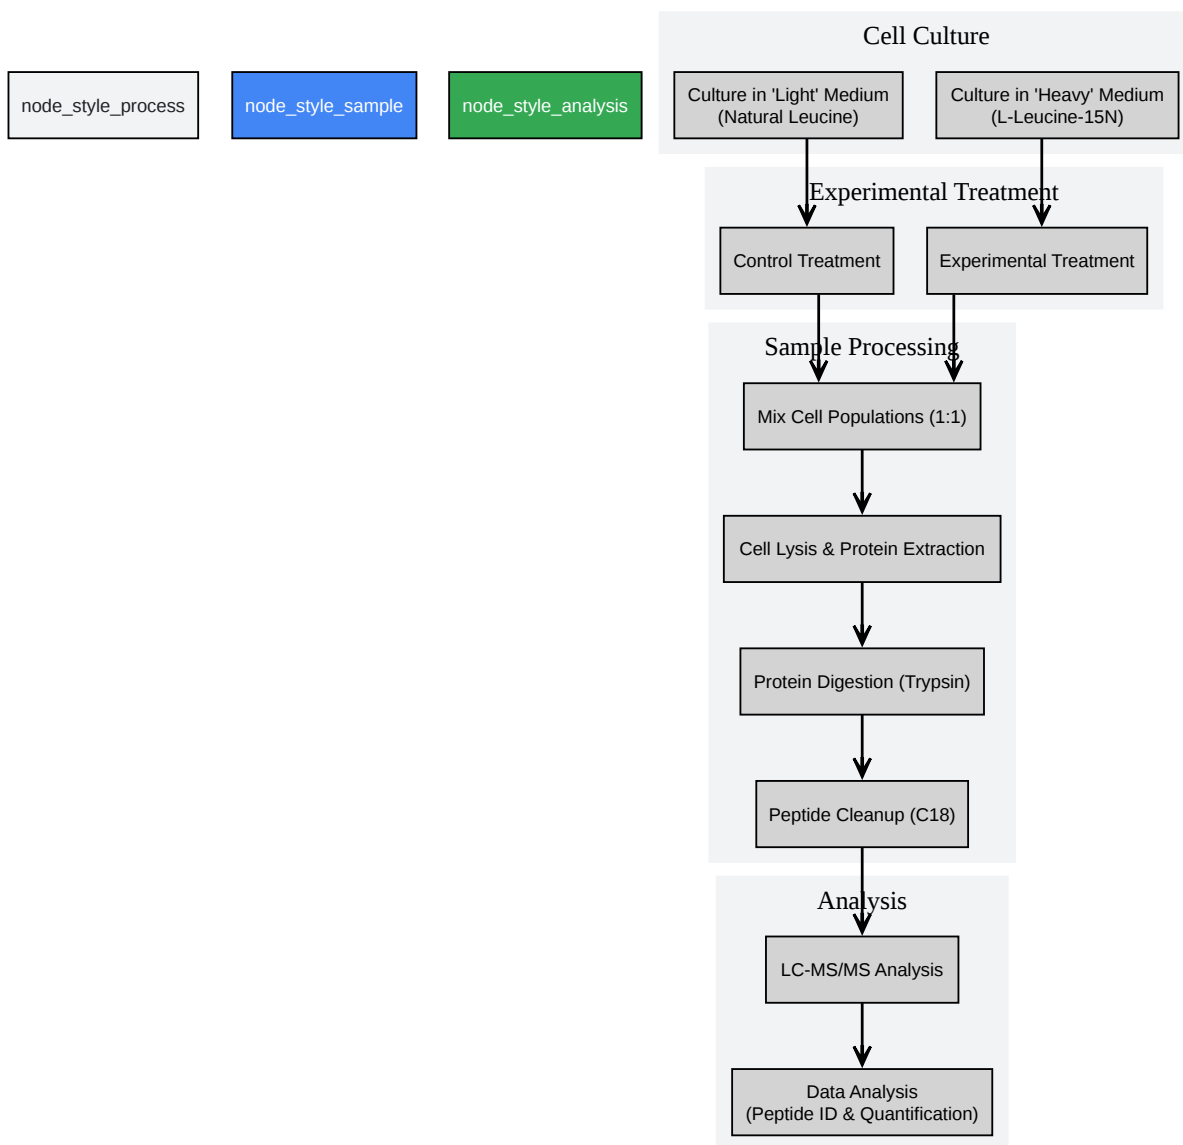 Cell Culture
node_style_process
node_style_sample
node_style_analysis
Culture in 'Light' Medium
(Natural Leucine)
Culture in 'Heavy' Medium
(L-Leucine-15N)
Experimental Treatment
Control Treatment
Experimental Treatment
Sample Processing
Mix Cell Populations (1:1)
Cell Lysis & Protein Extraction
Protein Digestion (Trypsin)
Peptide Cleanup (C18)
Analysis
LC-MS/MS Analysis
Data Analysis
(Peptide ID & Quantification)